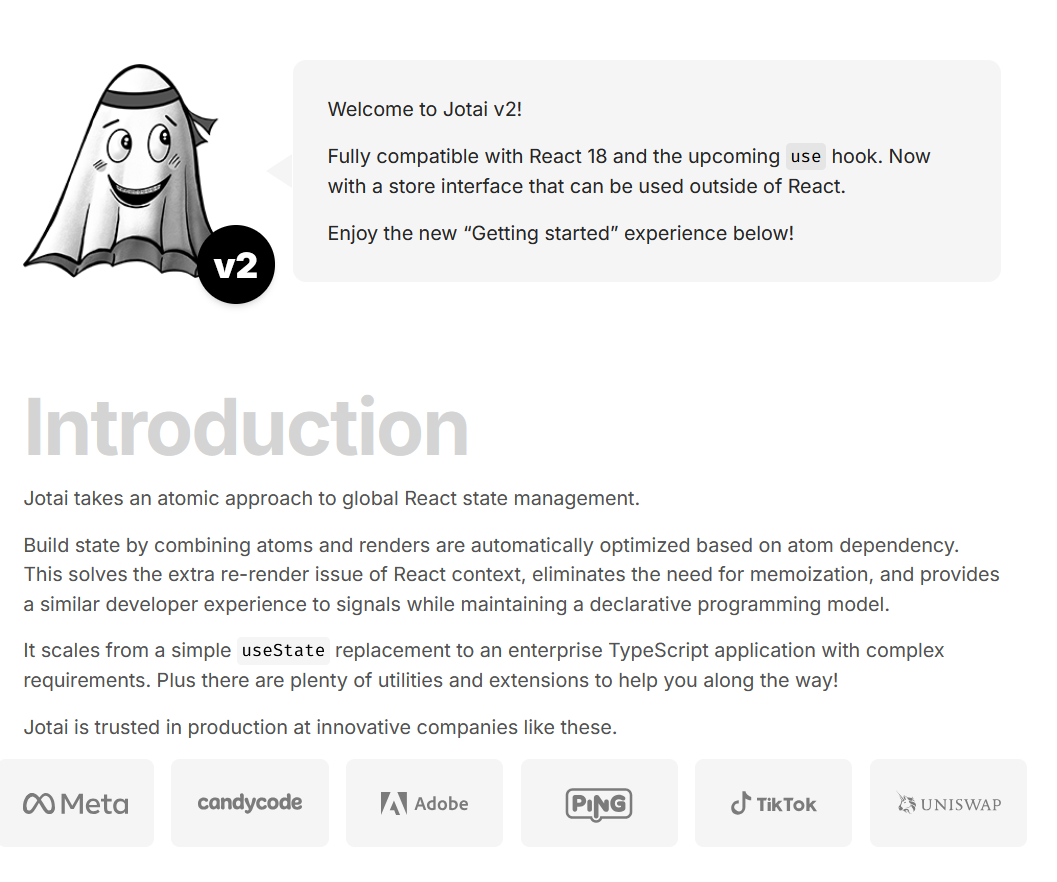 Welcome to Jotai v2!
Fully compatible with React 18 and the upcoming use hook. Now
with a store interface that can be used outside of React.
Enjoy the new “Getting started” experience below!
v2
Introduction
Jotai takes an atomic approach to global React state management.
Build state by combining atoms and renders are automatically optimized based on atom dependency.
This solves the extra re-render issue of React context, eliminates the need for memoization, and provides
a similar developer experience to signals while maintaining a declarative programming model.
It scales from a simple useState replacement to an enterprise TypeScript application with complex
requirements. Plus there are plenty of utilities and extensions to help you along the way!
Jotai is trusted in production at innovative companies like these.
Meta candycode Adobe PING TikTok UNISWAP